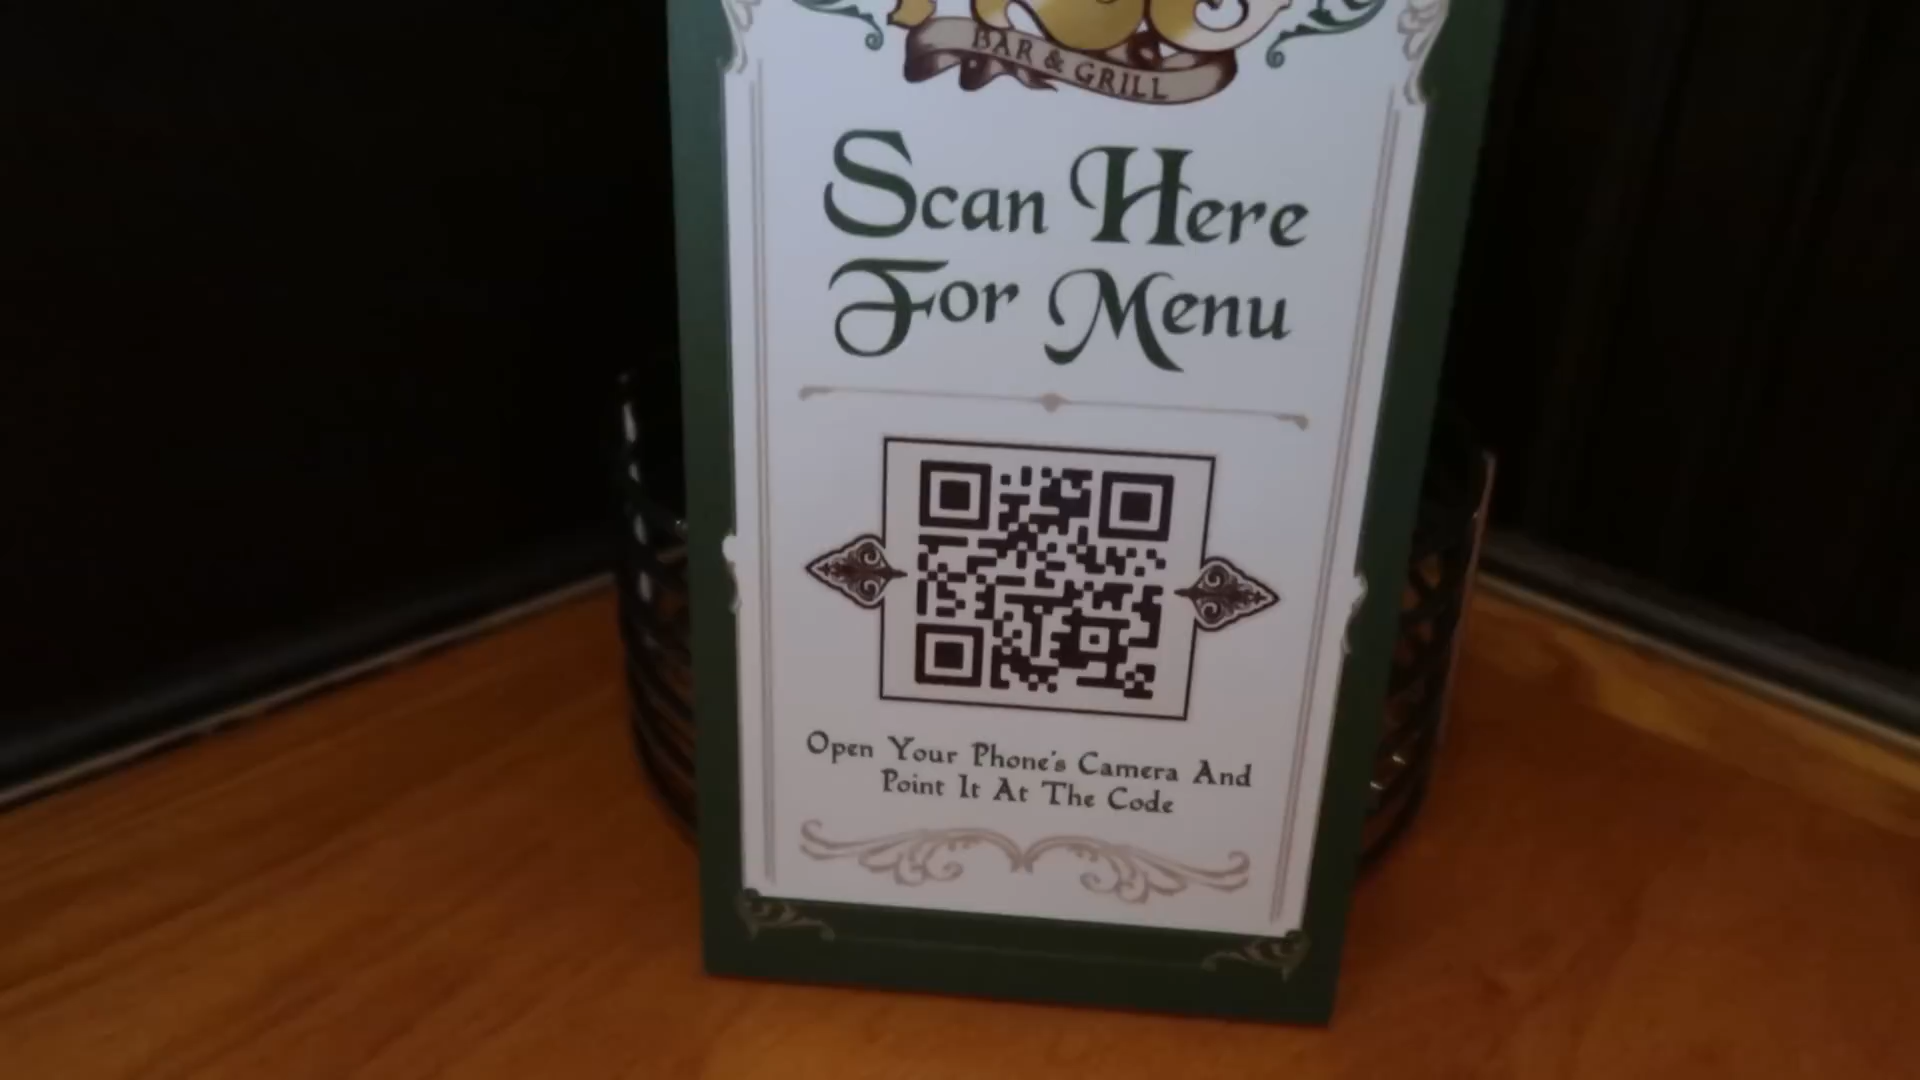 BAR & GRILL
Scan Here
For Menu
Open Your Phone's Camera And
Point It At The Code